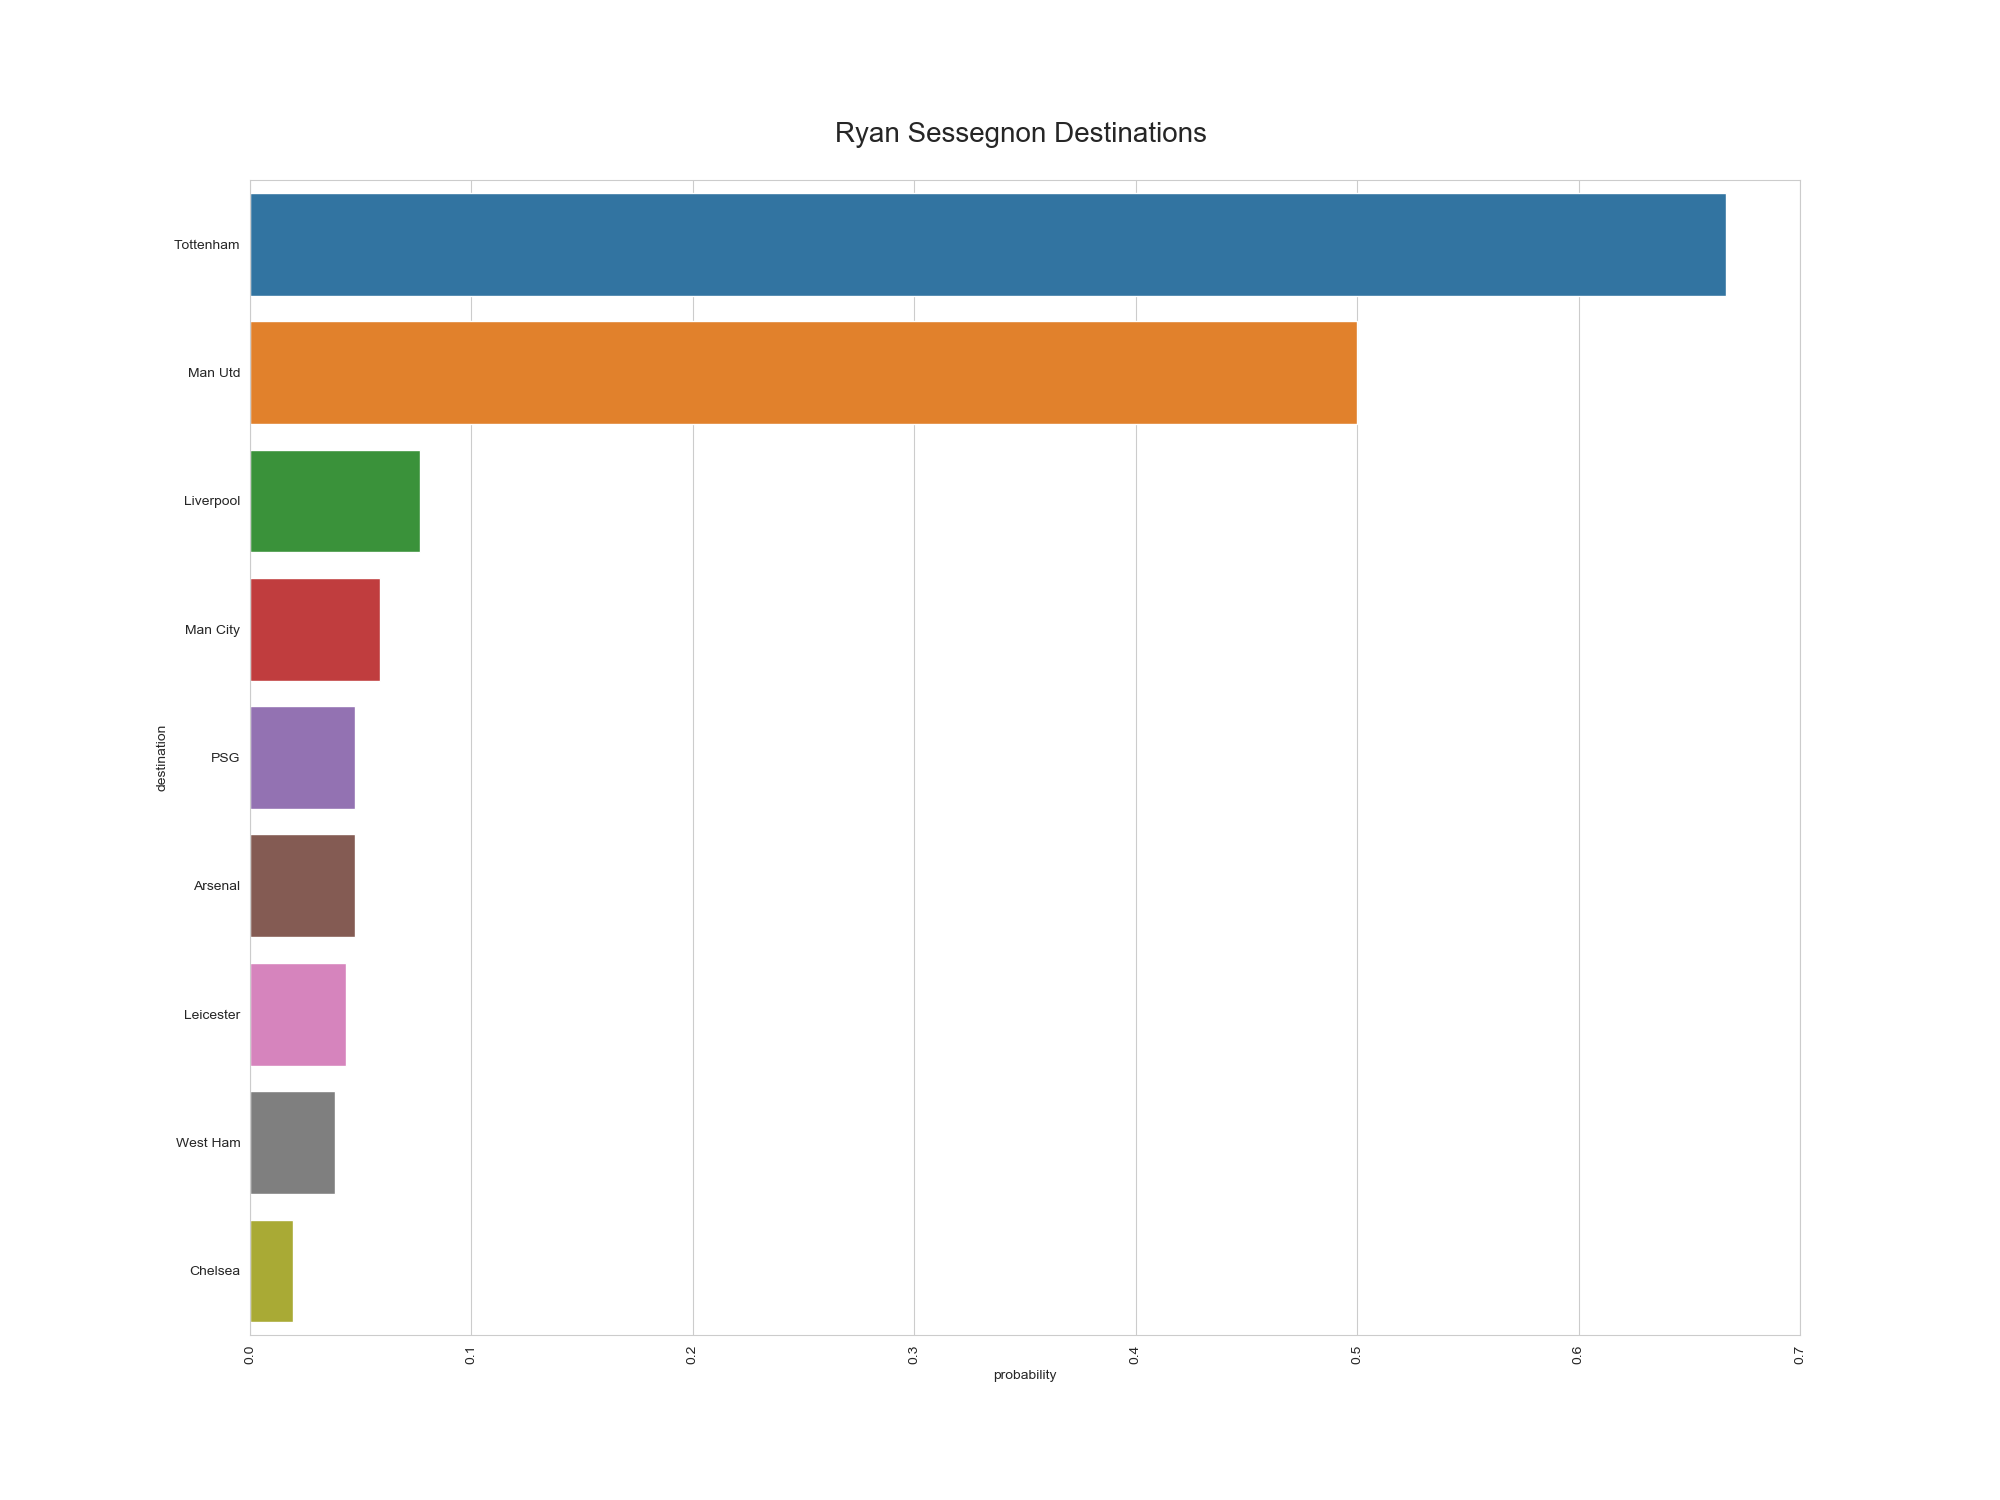 Ryan Sessegnon Destinations
Tottenham
Man Utd
Liverpool
Man City
PSG
Arsenal
Leicester
West Ham
Chelsea
destination
0.0
0.1
0.2
0.3
0.4
0.5
0.6
0.7
probability